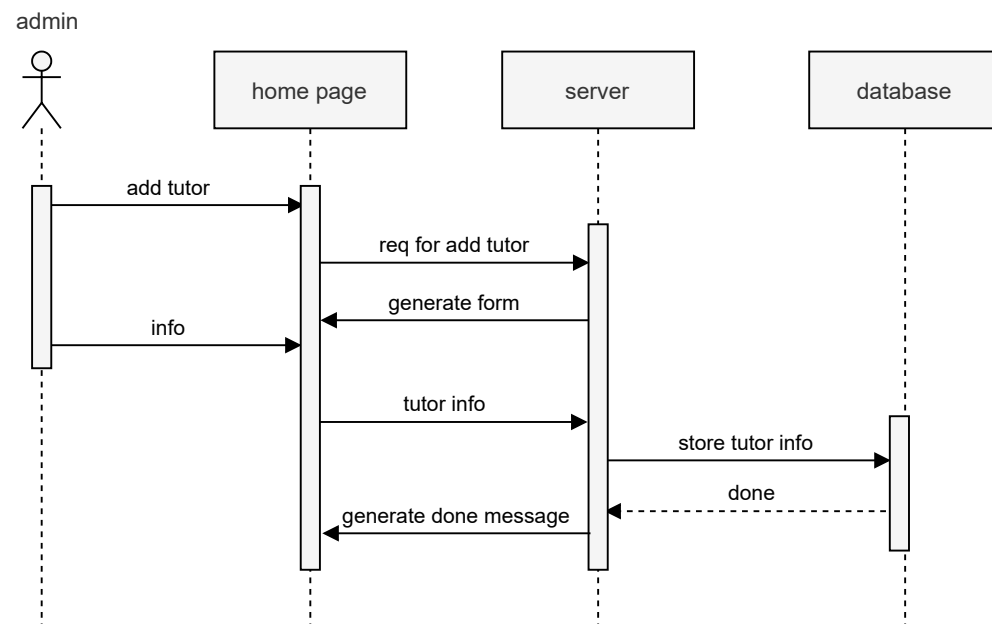 admin
home page
server
database
add tutor
req for add tutor
generate form
info
tutor info
store tutor info
done
generate done message